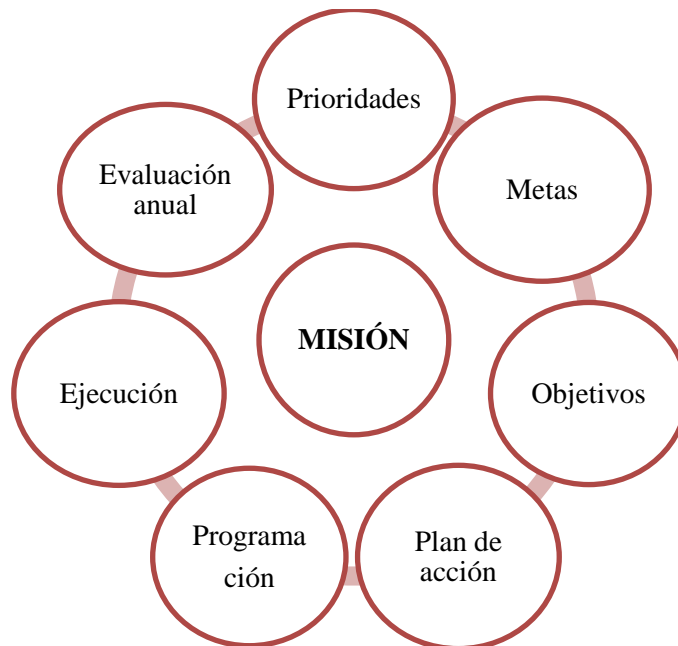 Prioridades
Metas
Objetivos
Plan de
acción
Programa
ción
Ejecución
Evaluación
anual
MISIÓN